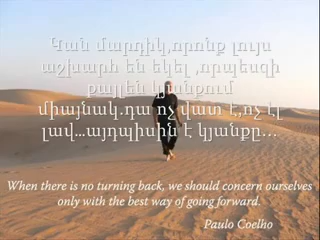 Կան մարդիկ,որոնք լույս
աշխարհ են եկել ,որպեսզի
քայլեն կյանքում
միայնակ.դա ոչ վատ է,ոչ էլ
լավ...այդպիսին է կյանքը...
When there is no turning back, we should concern ourselves
only with the best way of going forward.
Paulo Coelho